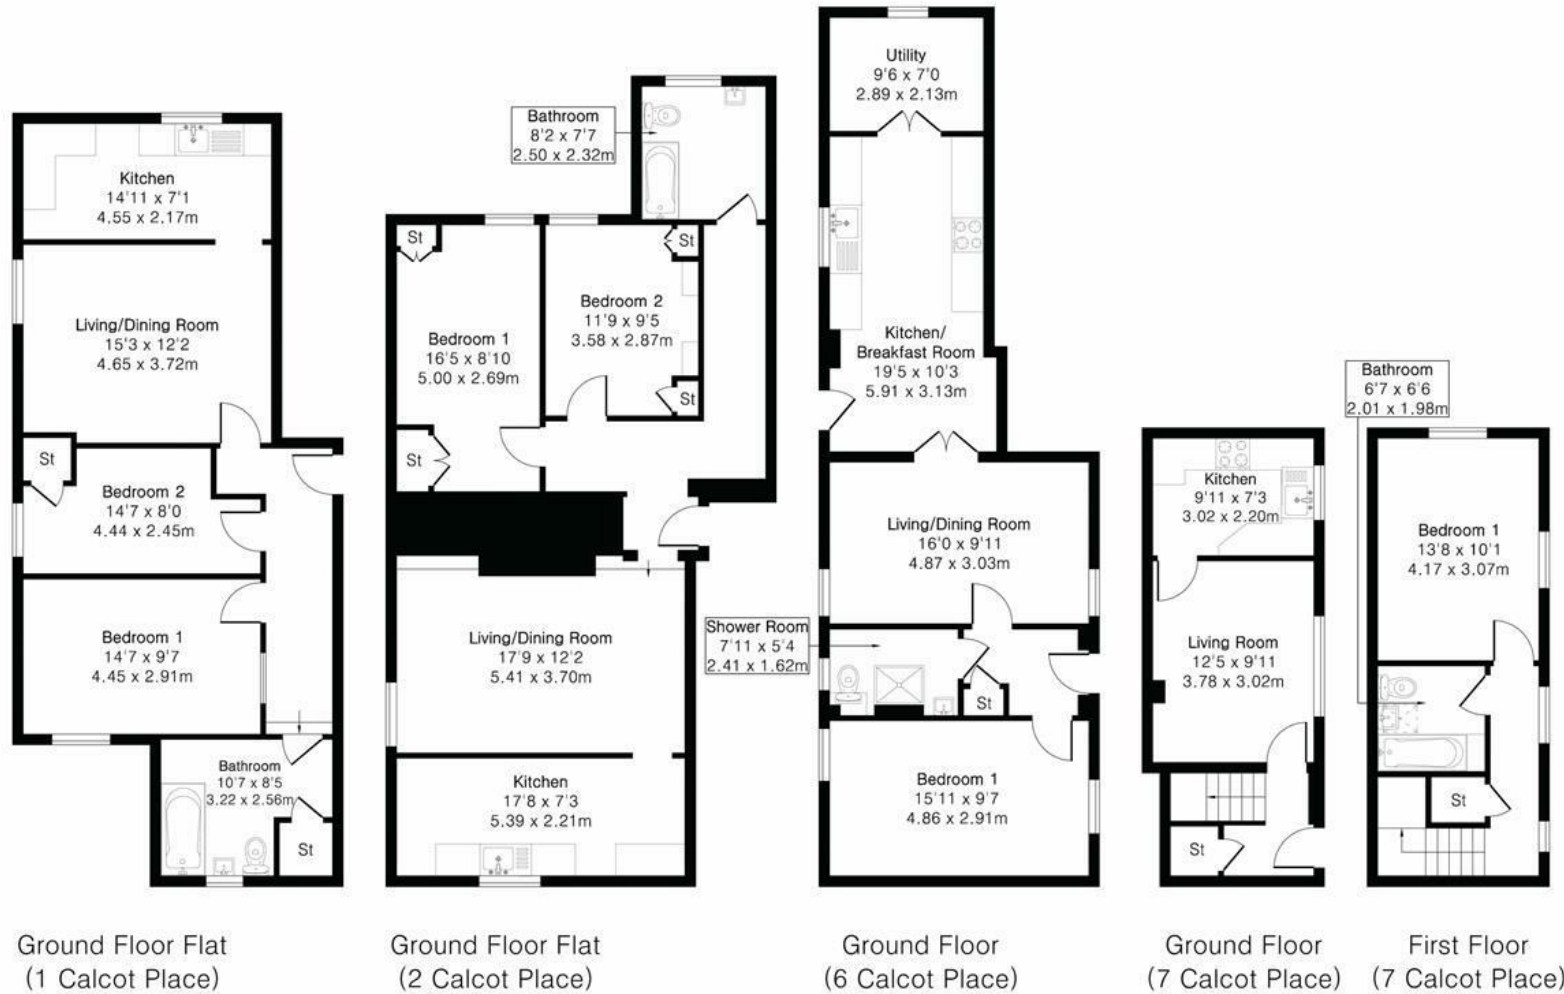 Kitchen
14'11 x 7'1
4.55 x 2.17m
Living/Dining Room
15'3 x 12'2
4.65 x 3.72m
St
Bedroom 2
14'7 x 8'0
4.44 x 2.45m
Bedroom 1
14'7 x 9'7
4.45 x 2.91m
Bathroom
10'7 x 8'5
3.22 x 2.56m
St
Ground Floor Flat
(1 Calcot Place)
Bathroom
8'2 x 7'7
2.50 x 2.32m
St
St
Bedroom 2
11'9 x 9'5
3.58 x 2.87m
Bedroom 1
16'5 x 8'10
5.00 x 2.69m
St
St
Living/Dining Room
17'9 x 12'2
5.41 x 3.70m
Kitchen
17'8 x 7'3
5.39 x 2.21m
Ground Floor Flat
(2 Calcot Place)
Utility
9'6 x 7'0
2.89 x 2.13m
Kitchen/
Breakfast Room
19'5 x 10'3
5.91 x 3.13m
Living/Dining Room
16'0 x 9'11
4.87 x 3.03m
Shower Room
7'11 x 5'4
2.41 x 1.62m
St
Bedroom 1
15'11 x 9'7
4.86 x 2.91m
Ground Floor
(6 Calcot Place)
Kitchen
9'11 x 7'3
3.02 x 2.20m
Living Room
12'5 x 9'11
3.78 x 3.02m
St
Ground Floor
(7 Calcot Place)
Bathroom
6'7 x 6'6
2.01 x 1.98m
Bedroom 1
13'8 x 10'1
4.17 x 3.07m
St
First Floor
(7 Calcot Place)